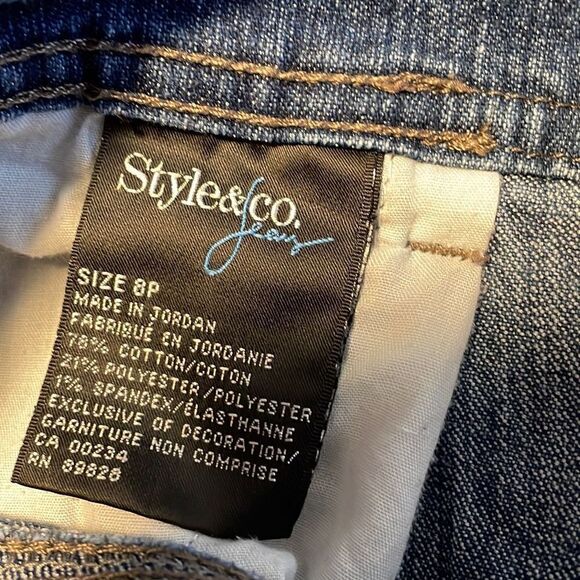 Style&co.
Jeans
SIZE 8P
MADE IN JORDAN
FABRIQUÉ EN JORDANIE
78% COTTON/COTON
21% POLYESTER/POLYESTER
1% SPANDEX/ÉLASTHANNE
EXCLUSIVE OF DECORATION/
GARNITURE NON COMPRISE
CA 00234
RN 89826